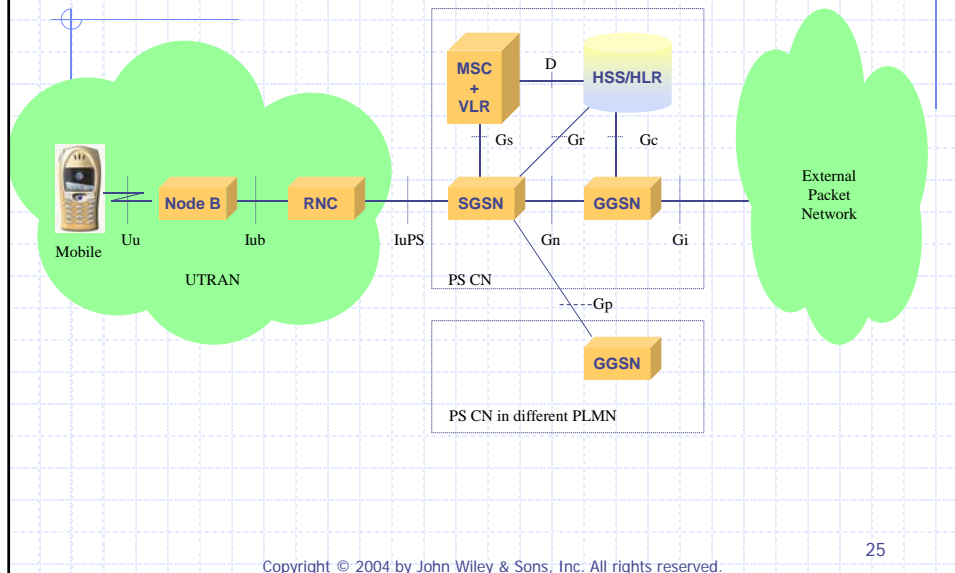 MSC
+
VLR
D
HSS/HLR
Gs
Gr
Gc
External
Packet
Network
Node B
RNC
SGSN
GGSN
Mobile
Uu
Iub
IuPS
Gn
Gi
UTRAN
PS CN
Gp
GGSN
PS CN in different PLMN
25
Copyright © 2004 by John Wiley & Sons, Inc. All rights reserved.